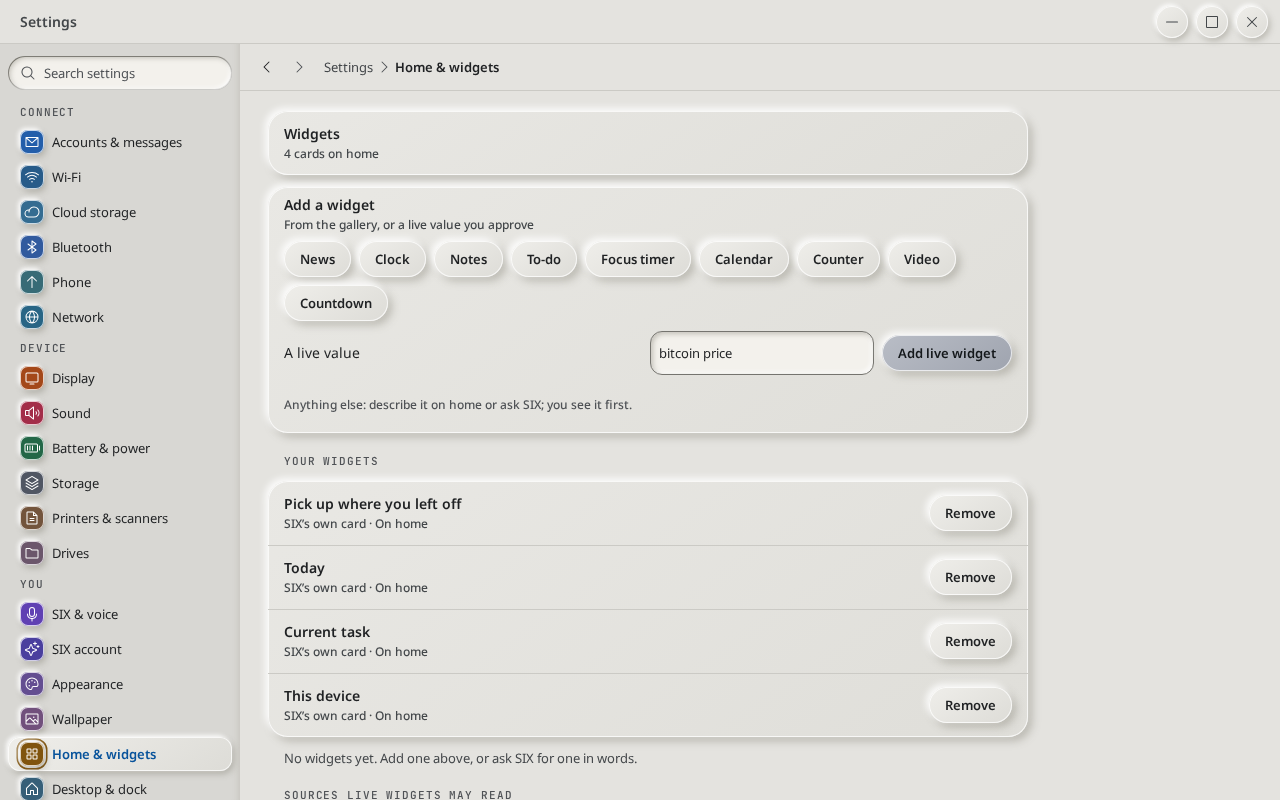 Settings
Search settings
CONNECT
Accounts & messages
Wi-Fi
Cloud storage
Bluetooth
Phone
Network
DEVICE
Display
Sound
Battery & power
Storage
Printers & scanners
Drives
YOU
SIX & voice
SIX account
Appearance
Wallpaper
Home & widgets
Desktop & dock
Settings
Home & widgets
Widgets
4 cards on home
Add a widget
From the gallery, or a live value you approve
News
Clock
Notes
To-do
Focus timer
Calendar
Counter
Video
Countdown
A live value
bitcoin price
Add live widget
Anything else: describe it on home or ask SIX; you see it first.
YOUR WIDGETS
Pick up where you left off
SIX's own card · On home
Remove
Today
SIX's own card · On home
Remove
Current task
SIX's own card · On home
Remove
This device
SIX's own card · On home
Remove
No widgets yet. Add one above, or ask SIX for one in words.
SOURCES LIVE WIDGETS MAY READ